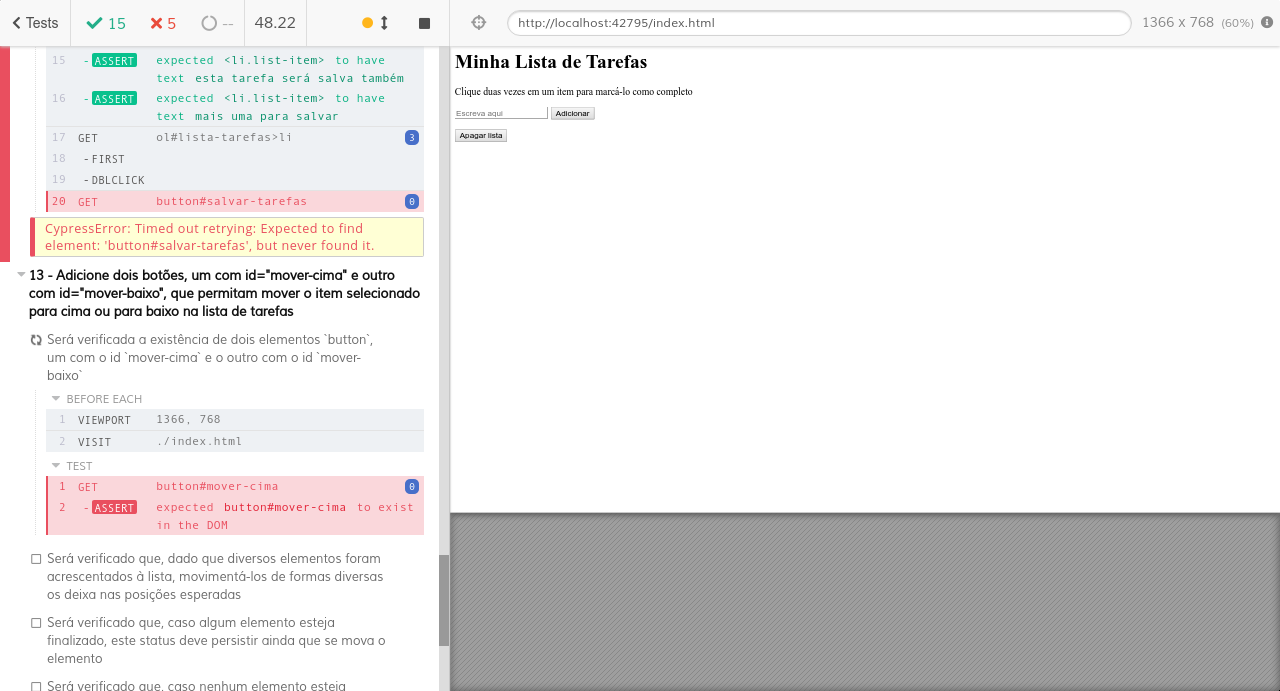 Tests
15
5
--
48.22
http://localhost:42795/index.html
1366 x 768 (60%)
15 - ASSERT expected <li.list-item> to have
text esta tarefa será salva também
16 - ASSERT expected <li.list-item> to have
text mais uma para salvar
17 GET ol#lista-tarefas>li 3
18 - FIRST
19 - DBLCLICK
20 GET button#salvar-tarefas 0
CypressError: Timed out retrying: Expected to find
element: 'button#salvar-tarefas', but never found it.
13 - Adicione dois botões, um com id="mover-cima" e outro
com id="mover-baixo", que permitam mover o item selecionado
para cima ou para baixo na lista de tarefas
Será verificada a existência de dois elementos `button`,
um com o id `mover-cima` e o outro com o id `mover-
baixo`
BEFORE EACH
1 VIEWPORT 1366, 768
2 VISIT ./index.html
TEST
1 GET button#mover-cima 0
2 - ASSERT expected button#mover-cima to exist
in the DOM
Será verificado que, dado que diversos elementos foram
acrescentados à lista, movimentá-los de formas diversas
os deixa nas posições esperadas
Será verificado que, caso algum elemento esteja
finalizado, este status deve persistir ainda que se mova o
elemento
Será verificado que, caso nenhum elemento esteja
Minha Lista de Tarefas
Clique duas vezes em um item para marcá-lo como completo
Escreva aqui Adicionar
Apagar lista